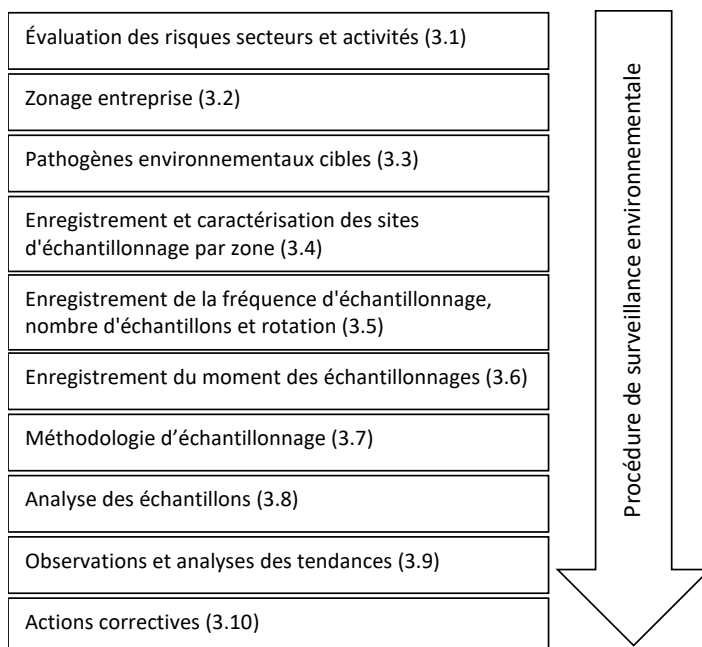 Évaluation des risques secteurs et activités (3.1)
Zonage entreprise (3.2)
Pathogènes environnementaux cibles (3.3)
Enregistrement et caractérisation des sites
d'échantillonnage par zone (3.4)
Enregistrement de la fréquence d'échantillonnage,
nombre d'échantillons et rotation (3.5)
Enregistrement du moment des échantillonnages (3.6)
Méthodologie d’échantillonnage (3.7)
Analyse des échantillons (3.8)
Observations et analyses des tendances (3.9)
Actions correctives (3.10)
Procédure de surveillance environnementale